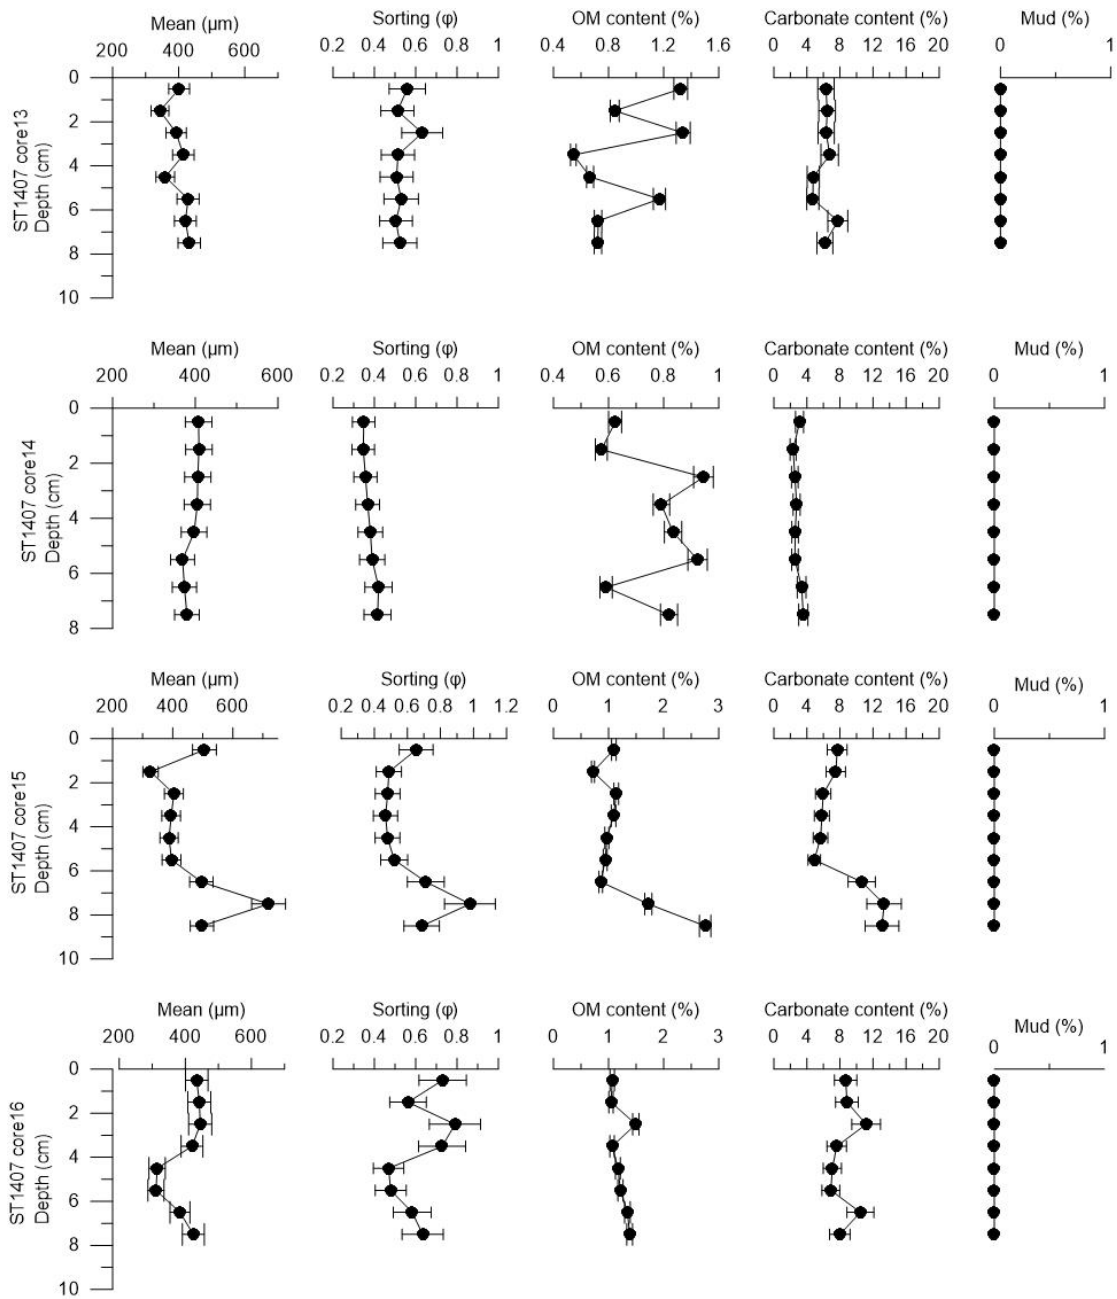 Mean (µm) Sorting (φ) OM content (%) Carbonate content (%) Mud (%)
200 400 600 0.2 0.4 0.6 0.8 1 0.4 0.8 1.2 1.6 0 4 8 12 16 20 0 1
ST1407 core13
Depth (cm)
0
2
4
6
8
10
Mean (µm) Sorting (φ) OM content (%) Carbonate content (%) Mud (%)
200 400 600 0.2 0.4 0.6 0.8 1 0.4 0.6 0.8 1 0 4 8 12 16 20 0 1
ST1407 core14
Depth (cm)
0
2
4
6
8
Mean (µm) Sorting (φ) OM content (%) Carbonate content (%) Mud (%)
200 400 600 0.2 0.4 0.6 0.8 1 1.2 0 1 2 3 0 4 8 12 16 20 0 1
ST1407 core15
Depth (cm)
0
2
4
6
8
10
Mean (µm) Sorting (φ) OM content (%) Carbonate content (%) Mud (%)
200 400 600 0.2 0.4 0.6 0.8 1 0 1 2 3 0 4 8 12 16 20 0 1
ST1407 core16
Depth (cm)
0
2
4
6
8
10